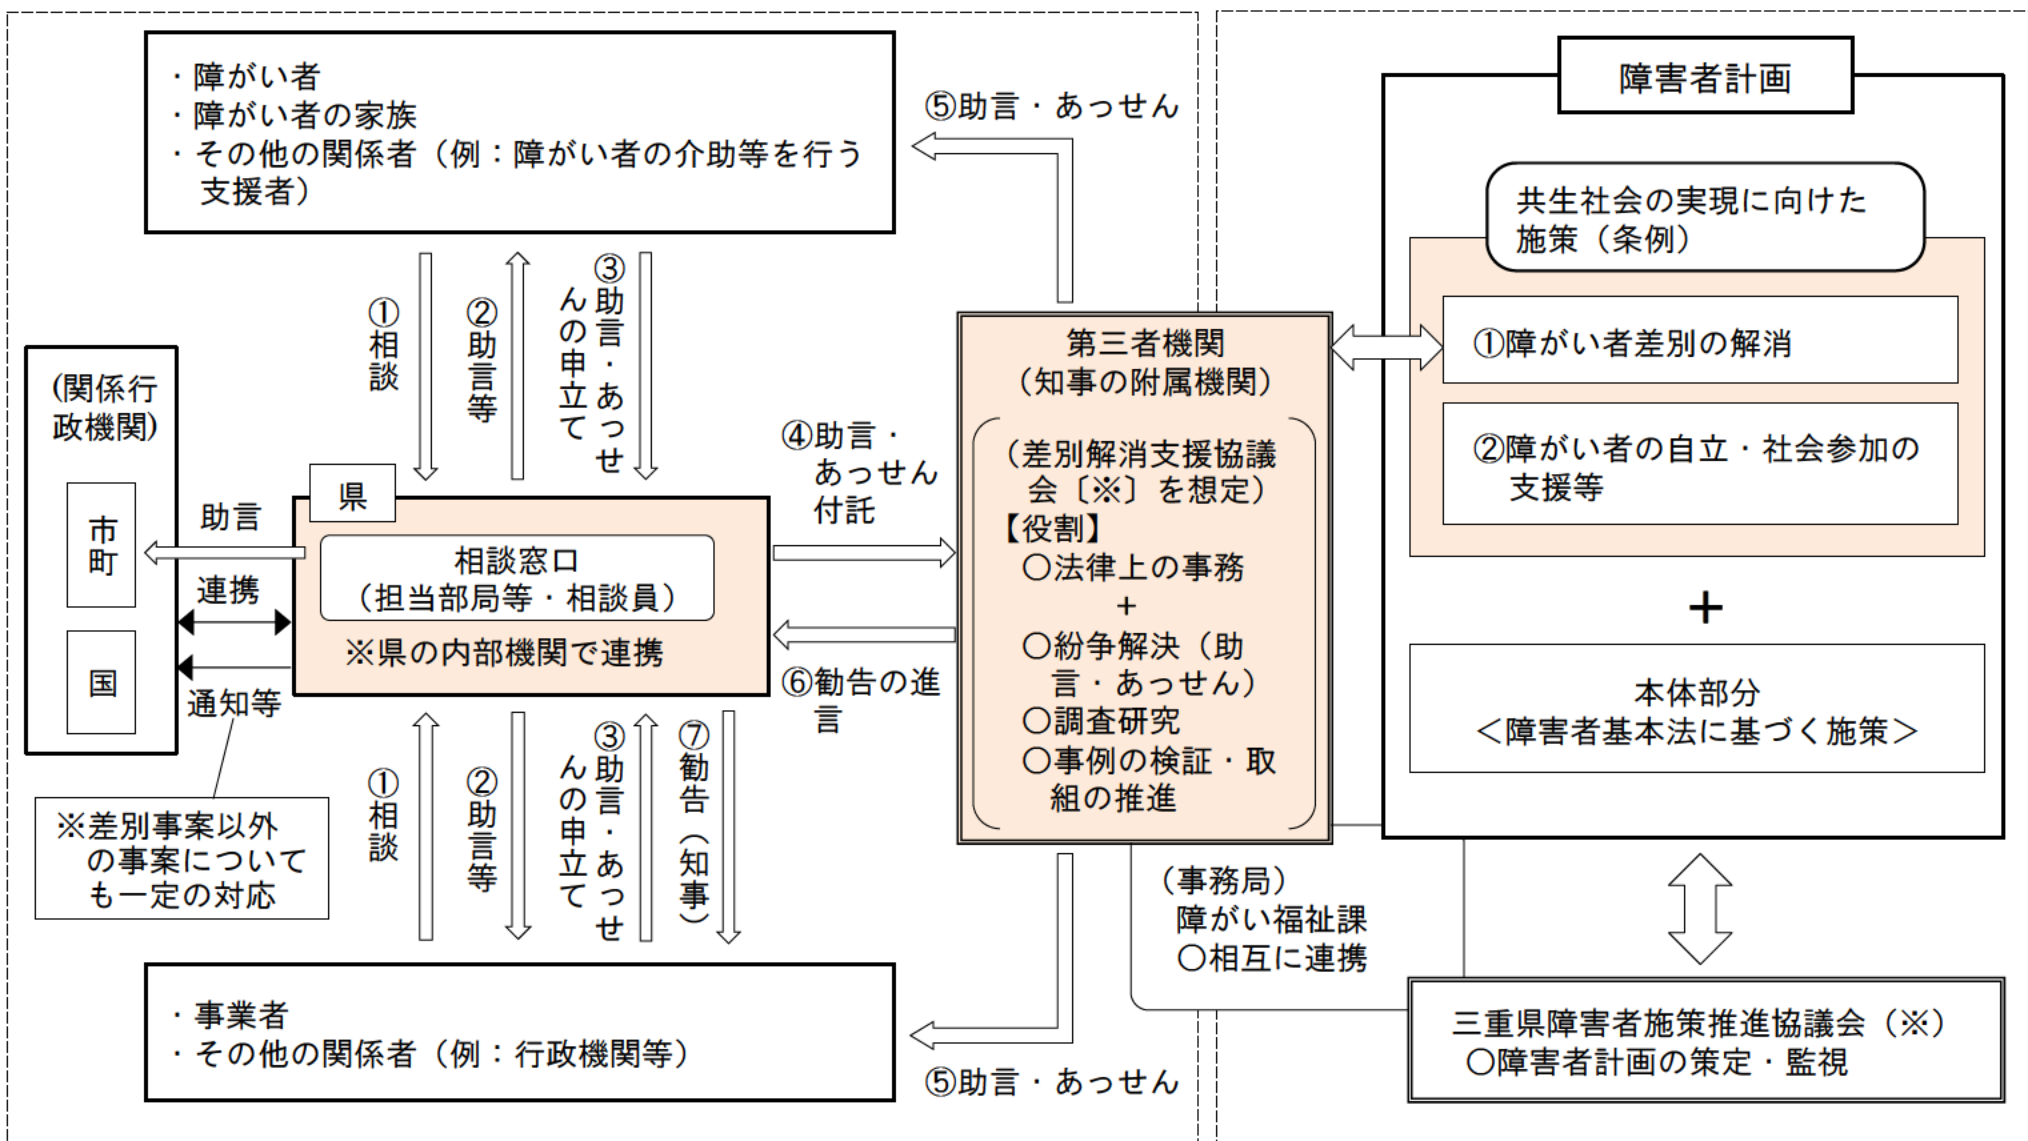 ・障がい者
・障がい者の家族
・その他の関係者（例：障がい者の介助等を行う
支援者）
⑤助言・あっせん
①相談
②助言等
③助言・あっせ
んの申立て
(関係行
政機関)
市町
国
助言
連携
通知等
県
相談窓口
（担当部局等・相談員）
※県の内部機関で連携
④助言・
あっせん
付託
⑥勧告の進
言
※差別事案以外
の事案について
も一定の対応
①相談
②助言等
③助言・あっせ
んの申立て
⑦勧告（知事）
・事業者
・その他の関係者（例：行政機関等）
⑤助言・あっせん
第三者機関
（知事の附属機関）
（差別解消支援協議
会〔※〕を想定）
【役割】
〇法律上の事務
＋
〇紛争解決（助
言・あっせん）
〇調査研究
〇事例の検証・取
組の推進
（事務局）
障がい福祉課
〇相互に連携
障害者計画
共生社会の実現に向けた
施策（条例）
①障がい者差別の解消
②障がい者の自立・社会参加の
支援等
＋
本体部分
＜障害者基本法に基づく施策＞
三重県障害者施策推進協議会（※）
〇障害者計画の策定・監視